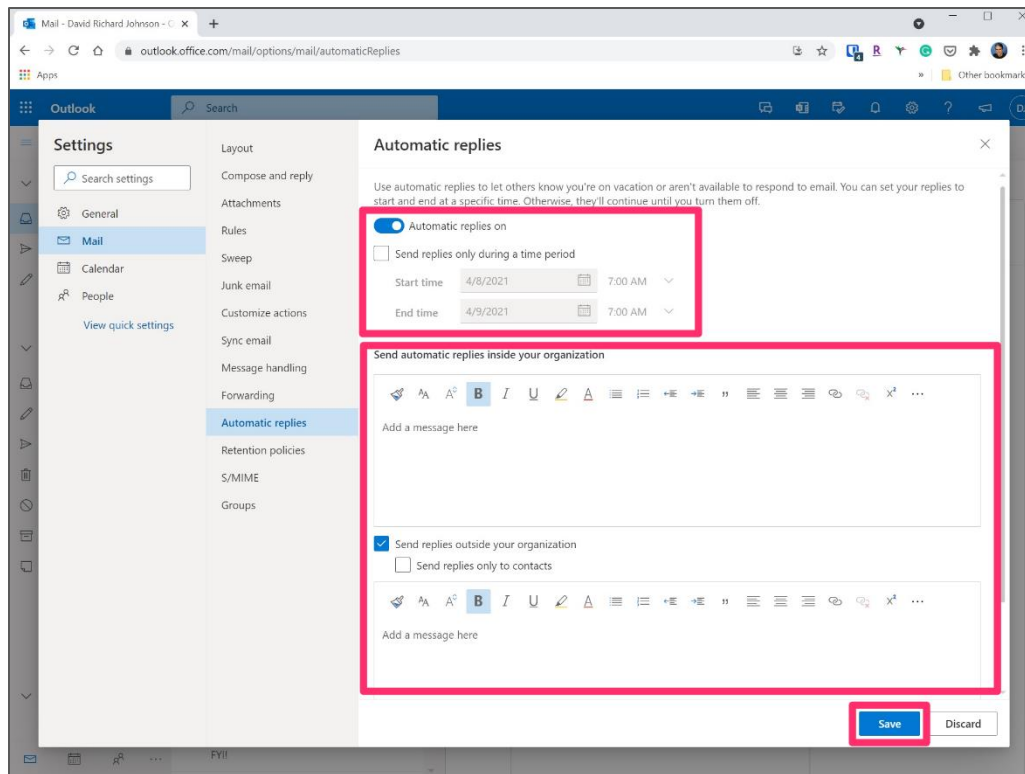 Mail - David Richard Johnson - O
outlook.office.com/mail/options/mail/automaticReplies
Apps
Other bookmark
Outlook
Search
Settings
Search settings
General
Mail
Calendar
People
View quick settings
Layout
Compose and reply
Attachments
Rules
Sweep
Junk email
Customize actions
Sync email
Message handling
Forwarding
Automatic replies
Retention policies
S/MIME
Groups
Automatic replies
Use automatic replies to let others know you're on vacation or aren't available to respond to email. You can set your replies to
start and end at a specific time. Otherwise, they'll continue until you turn them off.
Automatic replies on
Send replies only during a time period
Start time 4/8/2021 7:00 AM
End time 4/9/2021 7:00 AM
Send automatic replies inside your organization
Add a message here
Send replies outside your organization
Send replies only to contacts
Add a message here
Save Discard
FYI!